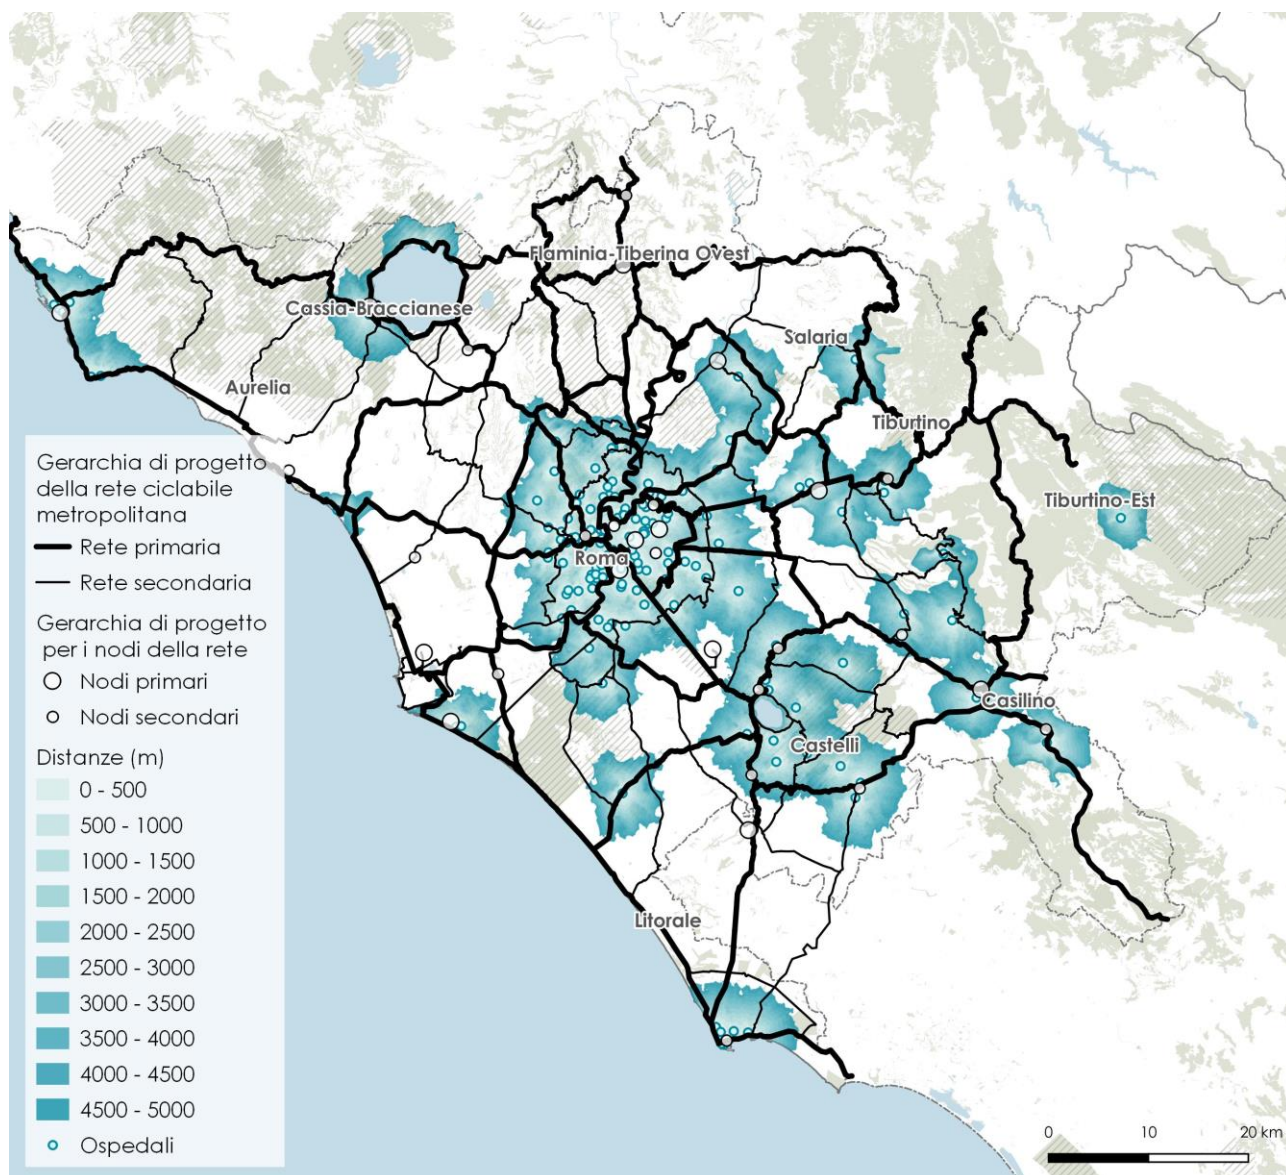 Flaminia-Tiberina Ovest
Cassia-Braccianese
Salaria
Aurelia
Tiburtino
Tiburtino-Est
Roma
Casilino
Castelli
Litorale
Gerarchia di progetto
della rete ciclabile
metropolitana
Rete primaria
Rete secondaria
Gerarchia di progetto
per i nodi della rete
Nodi primari
Nodi secondari
Distanze (m)
0 - 500
500 - 1000
1000 - 1500
1500 - 2000
2000 - 2500
2500 - 3000
3000 - 3500
3500 - 4000
4000 - 4500
4500 - 5000
Ospedali
0 10 20 km